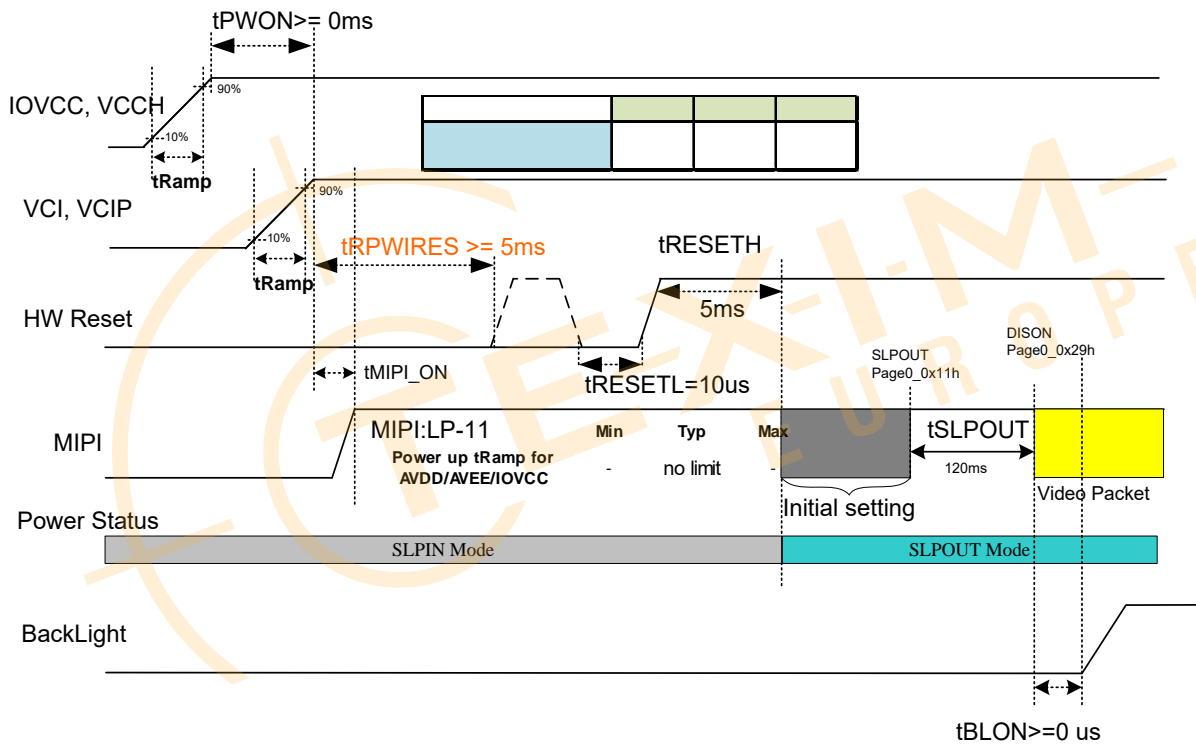 tPWON>= 0ms
90%
IOVCC, VCCH
10%
tRamp
90%
VCI, VCIP
10%
tRPWIRES >= 5ms
tRESETH
tRamp
5ms
HW Reset
DISON
Page0_0x29h
SLPOUT
Page0_0x11h
tMIPI_ON
tRESETL=10us
MIPI
MIPI:LP-11
Min Typ Max
tSLPOUT
Power up tRamp for
AVDD/AVEE/IOVCC
- no limit -
120ms
Initial setting
Video Packet
Power Status
SLPIN Mode
SLPOUT Mode
BackLight
tBLON>=0 us
TEXIM
EUROPE